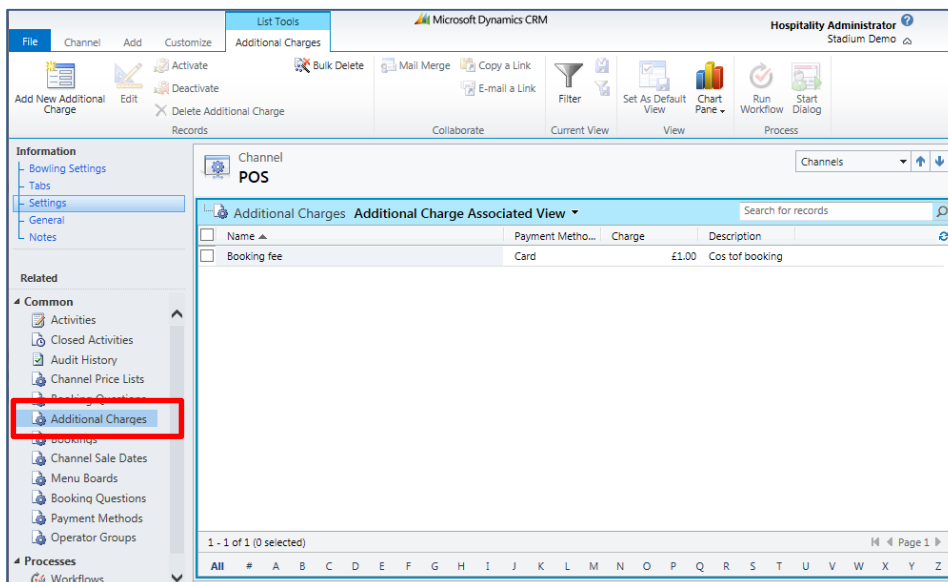 List Tools
Microsoft Dynamics CRM
Hospitality Administrator
Stadium Demo
File Channel Add Customize Additional Charges
Add New Additional Charge
Edit
Activate
Deactivate
Delete Additional Charge
Bulk Delete
Records
Mail Merge
Copy a Link
E-mail a Link
Collaborate
Filter
Current View
Set As Default View
Chart Pane
View
Run Workflow
Start Dialog
Process
Information
Bowling Settings
Tabs
Settings
General
Notes
Related
Common
Activities
Closed Activities
Audit History
Channel Price Lists
Booking Questions
Additional Charges
Bookings
Channel Sale Dates
Menu Boards
Booking Questions
Payment Methods
Operator Groups
Processes
Workflows
Channel
POS
Channels
Additional Charges Additional Charge Associated View
Search for records
Name Payment Metho... Charge Description
Booking fee Card £1.00 Cos tof booking
1 - 1 of 1 (0 selected)
Page 1
All # A B C D E F G H I J K L M N O P Q R S T U V W X Y Z